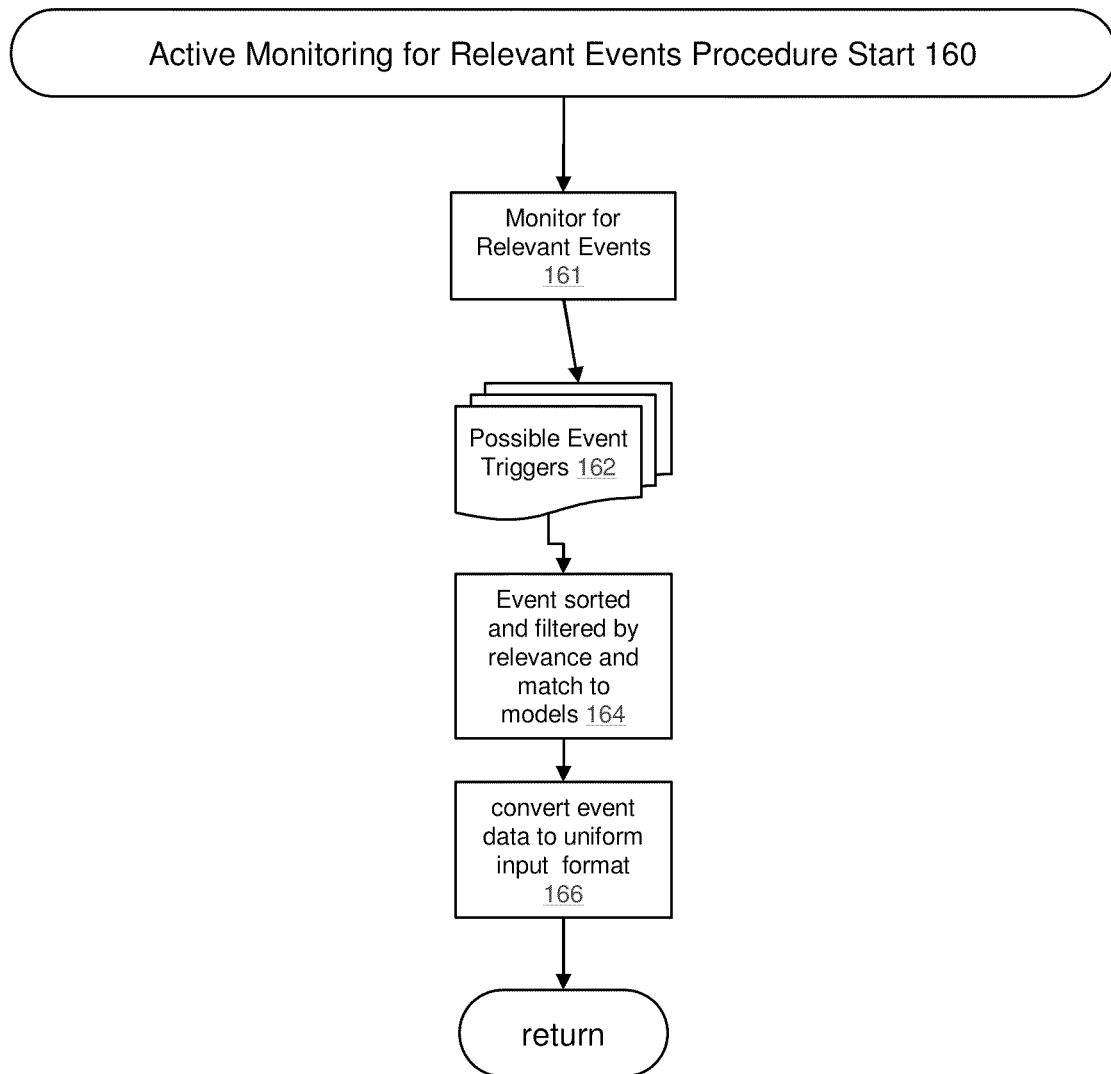 Active Monitoring for Relevant Events Procedure Start 160
Monitor for
Relevant Events
161
Possible Event
Triggers 162
Event sorted
and filtered by
relevance and
match to
models 164
convert event
data to uniform
input format
166
return